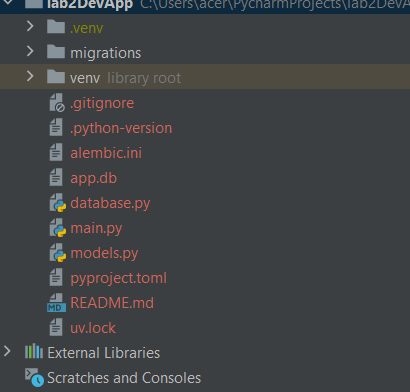 lab2DevApp C:\Users\acer\PycharmProjects\lab2DevA
.venv
migrations
venv library root
.gitignore
.python-version
alembic.ini
app.db
database.py
main.py
models.py
pyproject.toml
MD README.md
uv.lock
External Libraries
Scratches and Consoles